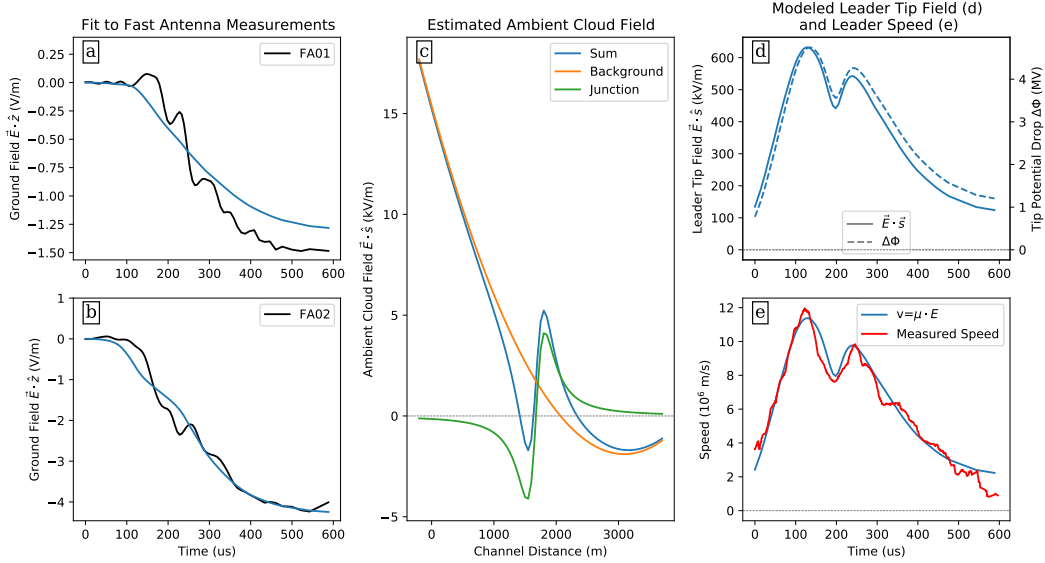 Fit to Fast Antenna Measurements
a
FA01
0.25
0.00
−0.25
−0.50
−0.75
−1.00
−1.25
−1.50
Ground Field E⃗ · ẑ (V/m)
0 100 200 300 400 500 600
b
FA02
1
0
−1
−2
−3
−4
Ground Field E⃗ · ẑ (V/m)
0 100 200 300 400 500 600
Time (us)
Estimated Ambient Cloud Field
c
Sum
Background
Junction
15
10
5
0
−5
Ambient Cloud Field E⃗ · ŝ (kV/m)
0 1000 2000 3000
Channel Distance (m)
Modeled Leader Tip Field (d)
and Leader Speed (e)
d
600
500
400
300
200
100
0
Leader Tip Field E⃗ · ŝ (kV/m)
E⃗ · s⃗
ΔΦ
4
3
2
1
0
Tip Potential Drop ΔΦ (MV)
0 100 200 300 400 500 600
e
v=μ · E
Measured Speed
12
10
8
6
4
2
0
Speed (10⁶ m/s)
0 100 200 300 400 500 600
Time (us)